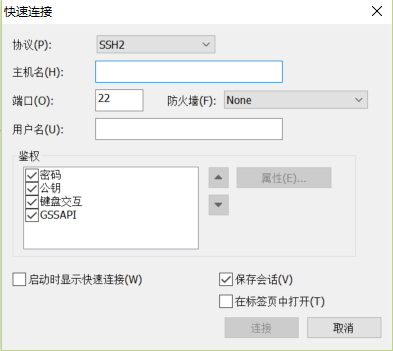 快速连接
协议(P): SSH2
主机名(H):
端口(O): 22 防火墙(F): None
用户名(U):
鉴权
密码
公钥
键盘交互
GSSAPI
属性(E)...
启动时显示快速连接(W) 保存会话(V)
在标签页中打开(T)
连接 取消